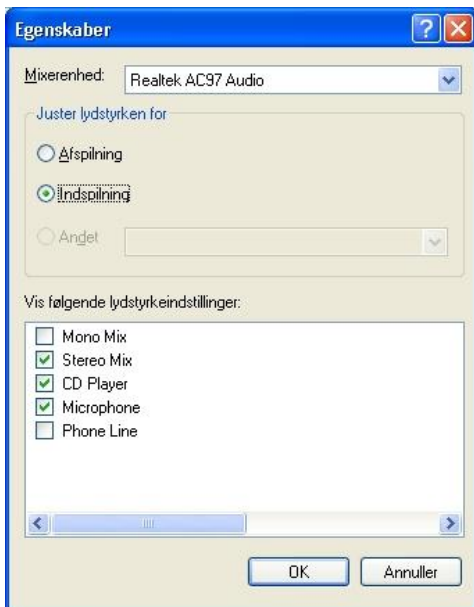 Egenskaber
Mixerenhed: Realtek AC97 Audio
Juster lydstyrken for
Afspilning
Indspilning
Andet
Vis følgende lydstyrkeindstillinger:
Mono Mix
Stereo Mix
CD Player
Microphone
Phone Line
OK Annuller